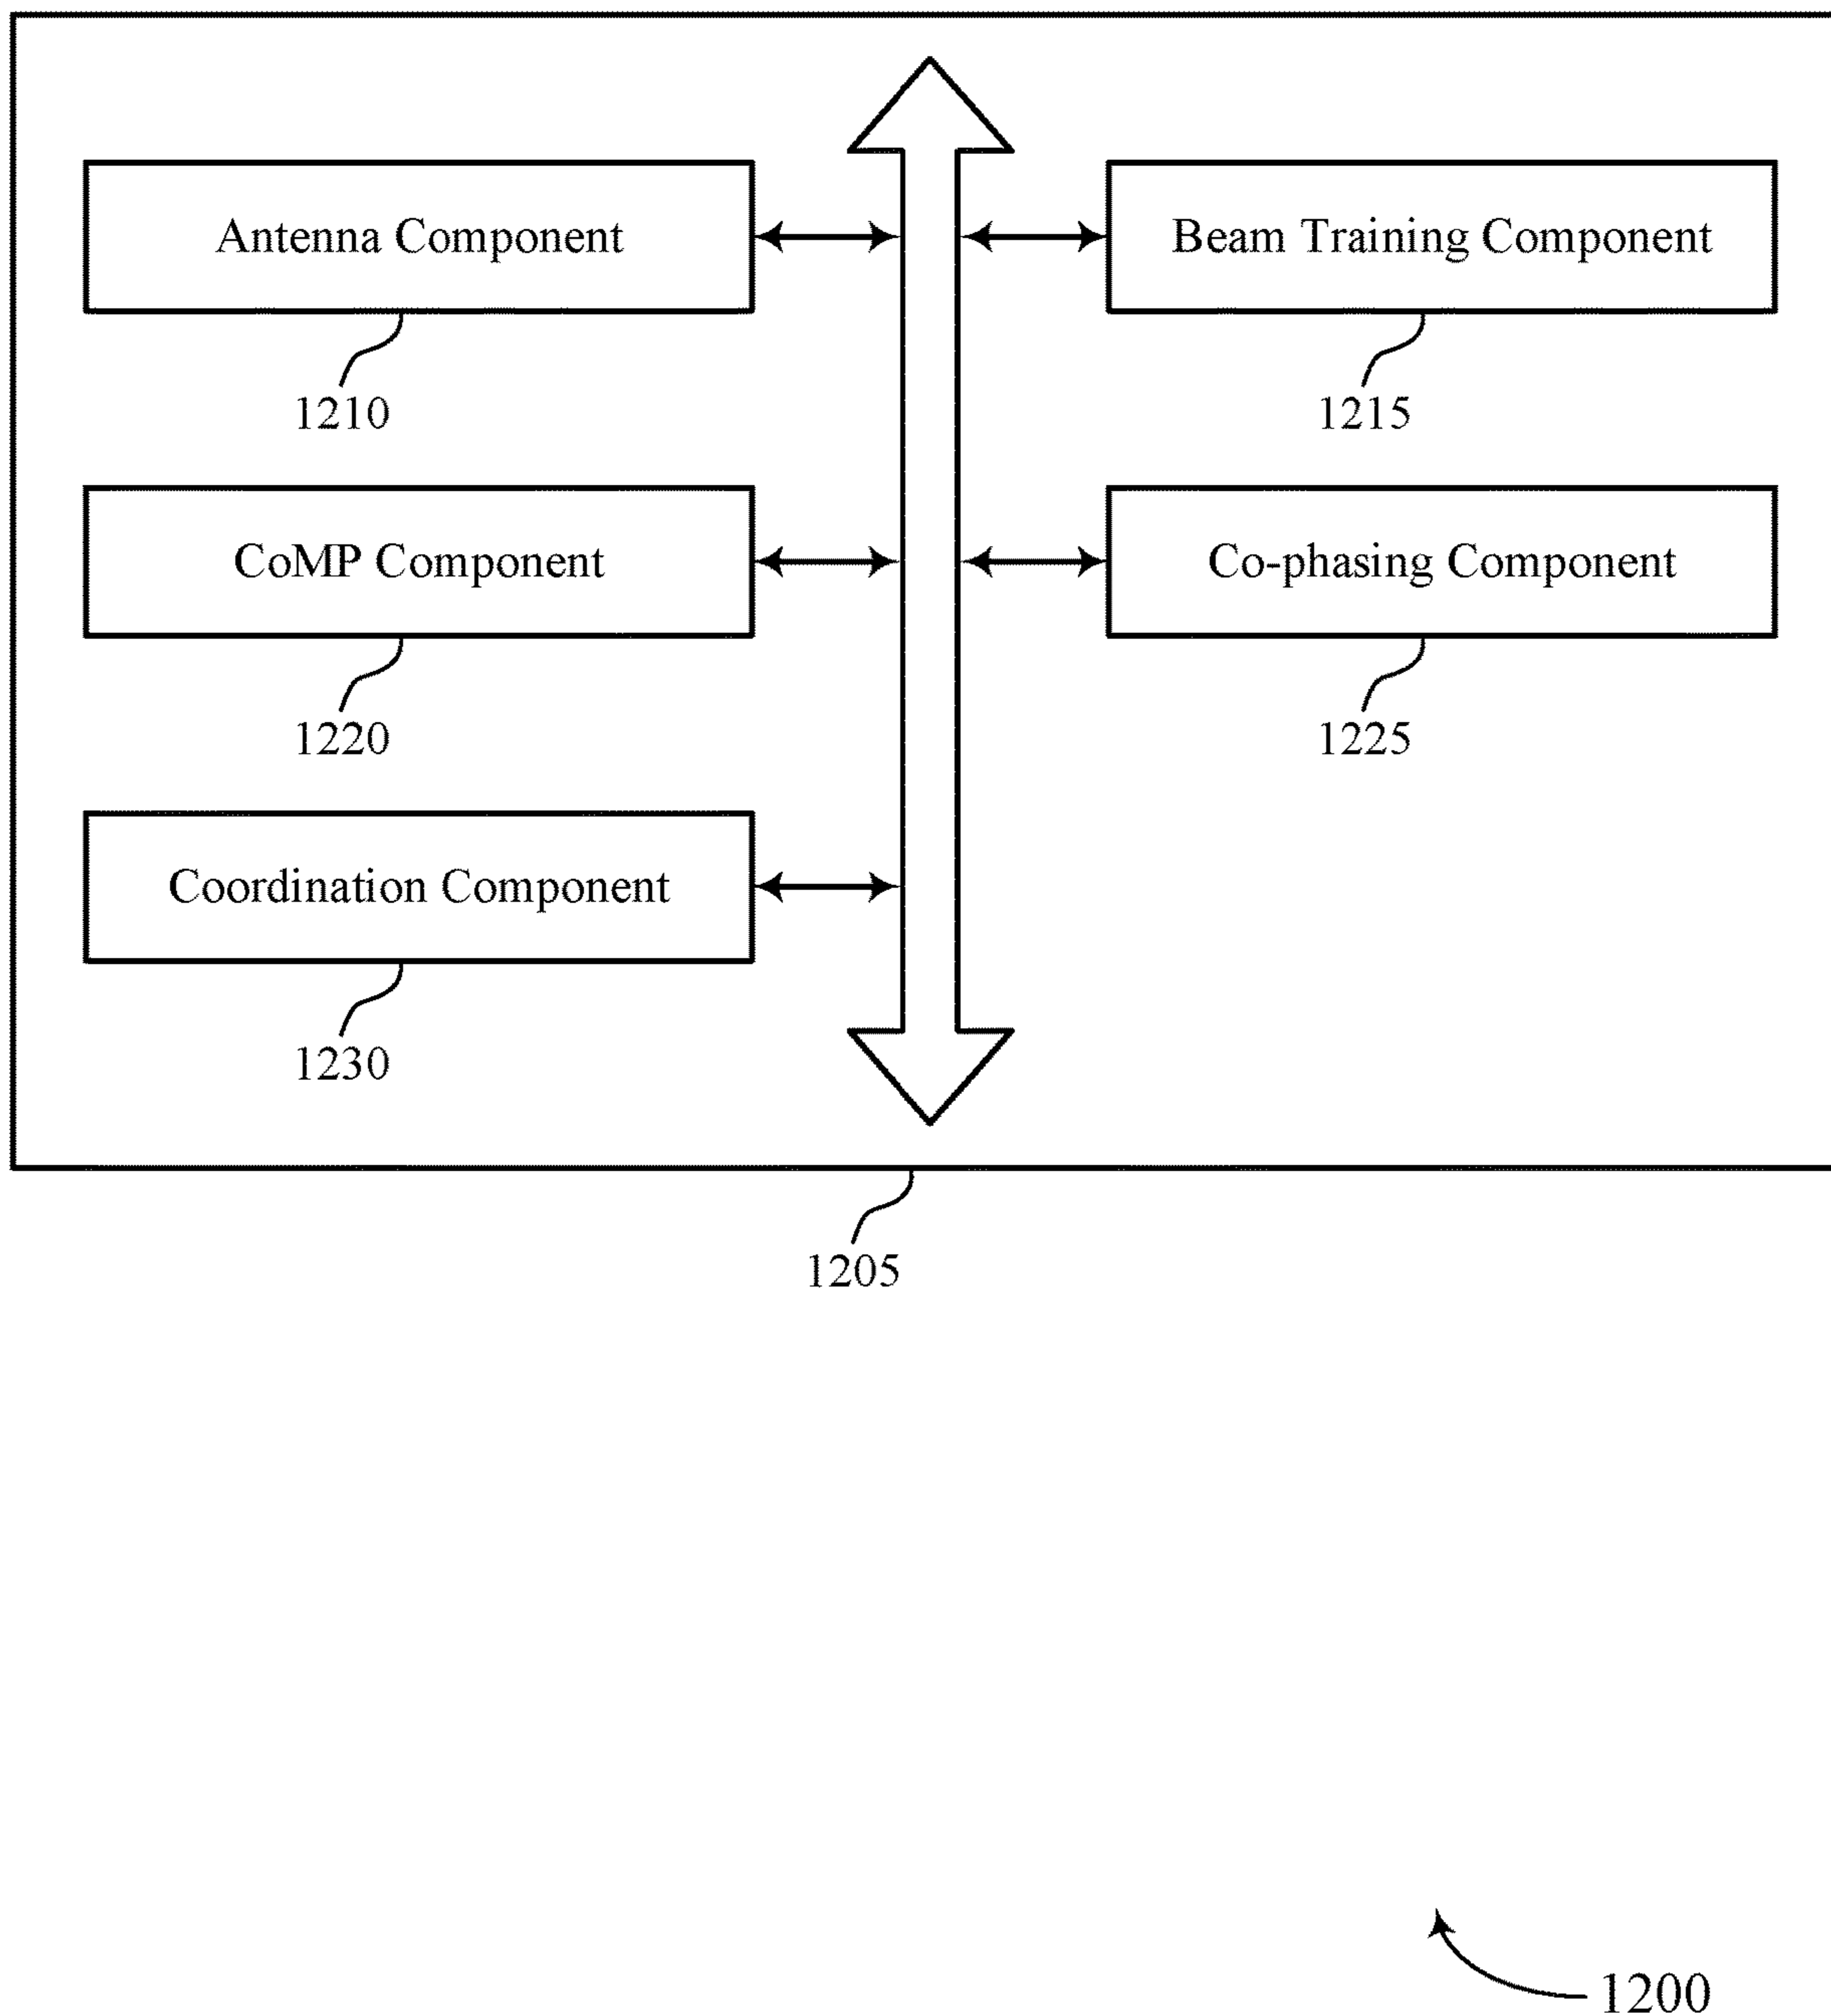 Antenna Component
Beam Training Component
1210
1215
CoMP Component
Co-phasing Component
1220
1225
Coordination Component
1230
1205
1200